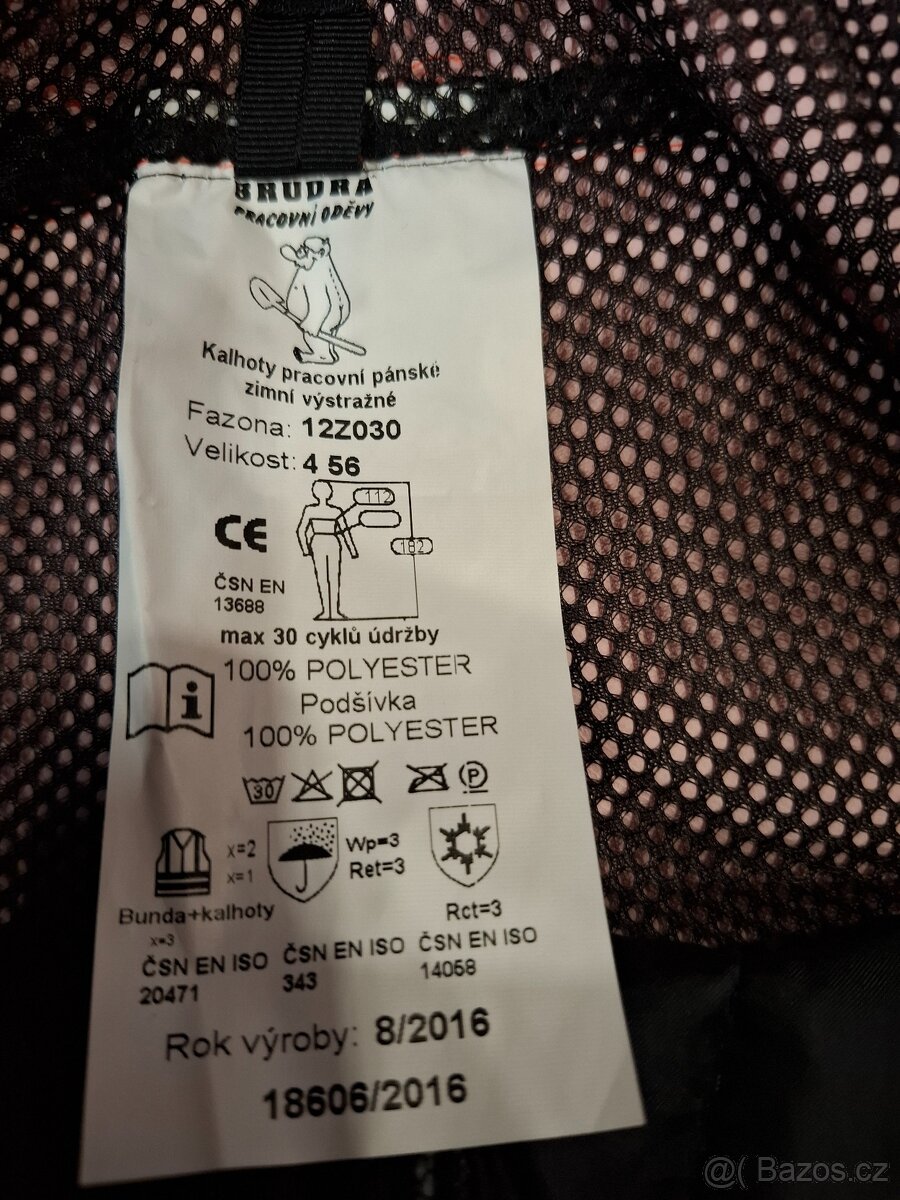 BRUDRA
PRACOVNÍ ODĚVY
Kalhoty pracovní pánské
zimní výstražné
Fazona: 12Z030
Velikost: 4 56
112
182
CE
ČSN EN
13688
max 30 cyklů údržby
100% POLYESTER
Podšívka
100% POLYESTER
i
30
P
x=2
x=1
Wp=3
Ret=3
Bunda+kalhoty
x=3
Rct=3
ČSN EN ISO
20471
ČSN EN ISO
343
ČSN EN ISO
14058
Rok výroby: 8/2016
18606/2016
@( Bazos.cz